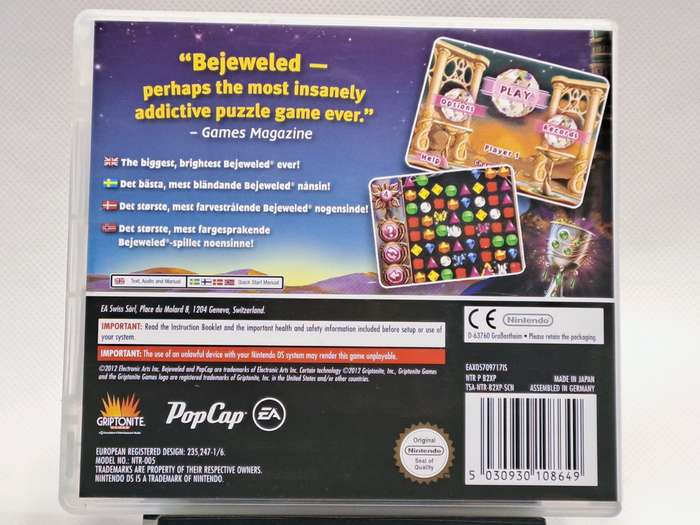 “Bejeweled —
perhaps the most insanely
addictive puzzle game ever.”
– Games Magazine
The biggest, brightest Bejeweled® ever!
Det bästa, mest bländande Bejeweled® nånsin!
Det største, mest farvestrålende Bejeweled® nogensinde!
Det største, mest fargesprakende
Bejeweled®-spillet noensinne!
PLAY
Options
Records
Player 1
Help
4
Text, Audio and Manual
Quick Start Manual
EA Swiss Sàrl, Place du Molard 8, 1204 Geneva, Switzerland.
IMPORTANT: Read the Instruction Booklet and the important health and safety information included before setup or use of
your system.
IMPORTANT: The use of an unlawful device with your Nintendo DS system may render this game unplayable.
©2012 Electronic Arts Inc. Bejeweled and PopCap are trademarks of Electronic Arts Inc. Certain technology ©2012 Griptonite, Inc., Griptonite Games
and the Griptonite Games logo are registered trademarks of Griptonite, Inc. in the United States and/or other countries.
GRIPTONITE
GAMES
PopCap
EA
EUROPEAN REGISTERED DESIGN: 235,247-1/6.
MODEL NO.: NTR-005
TRADEMARKS ARE PROPERTY OF THEIR RESPECTIVE OWNERS.
NINTENDO DS IS A TRADEMARK OF NINTENDO.
CE Nintendo
D-63760 Großostheim • Please retain the packaging.
EAX05709717IS
NTR P B2XP
TSA-NTR-B2XP-SCN
MADE IN JAPAN
ASSEMBLED IN GERMANY
Original
Nintendo
Seal of
Quality
5 030930 108649